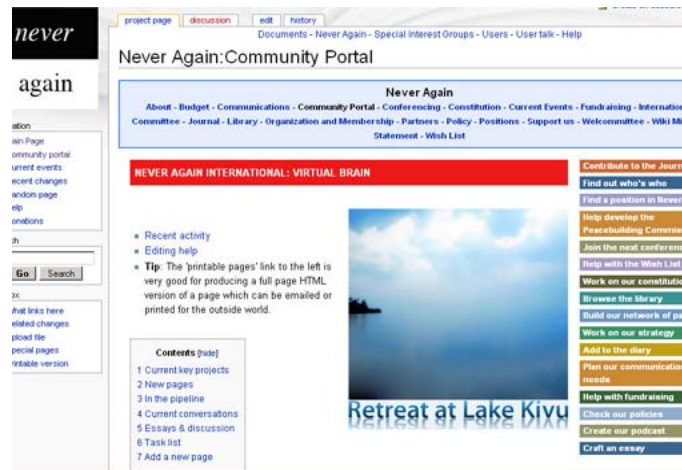 never
again
project page
discussion
edit
history
Documents - Never Again - Special Interest Groups - Users - User talk - Help
Never Again:Community Portal
Never Again
About - Budget - Communications - Community Portal - Conferencing - Constitution - Current Events - Fundraising - Internation
Committee - Journal - Library - Organization and Membership - Partners - Policy - Positions - Support us - Welcommittee - Wiki Mi
Statement - Wish List
ation
ain Page
ommunity portal
urrent events
ecent changes
andom page
elp
onations
ch
Go Search
ox
hat links here
elated changes
pload file
pecial pages
rintable version
NEVER AGAIN INTERNATIONAL: VIRTUAL BRAIN
Recent activity
Editing help
Tip: The 'printable pages' link to the left is
very good for producing a full page HTML
version of a page which can be emailed or
printed for the outside world.
Contents [hide]
1 Current key projects
2 New pages
3 In the pipeline
4 Current conversations
5 Essays & discussion
6 Task list
7 Add a new page
Retreat at Lake Kivu
Contribute to the Journ
Find out who's who
Find a position in Never
Help develop the
Peacebuilding Commis
Join the next conferenc
Help with the Wish List
Work on our constitutio
Browse the library
Build our network of pa
Work on our strategy
Add to the diary
Plan our communication
needs
Help with fundraising
Check our policies
Create our podcast
Craft an essay